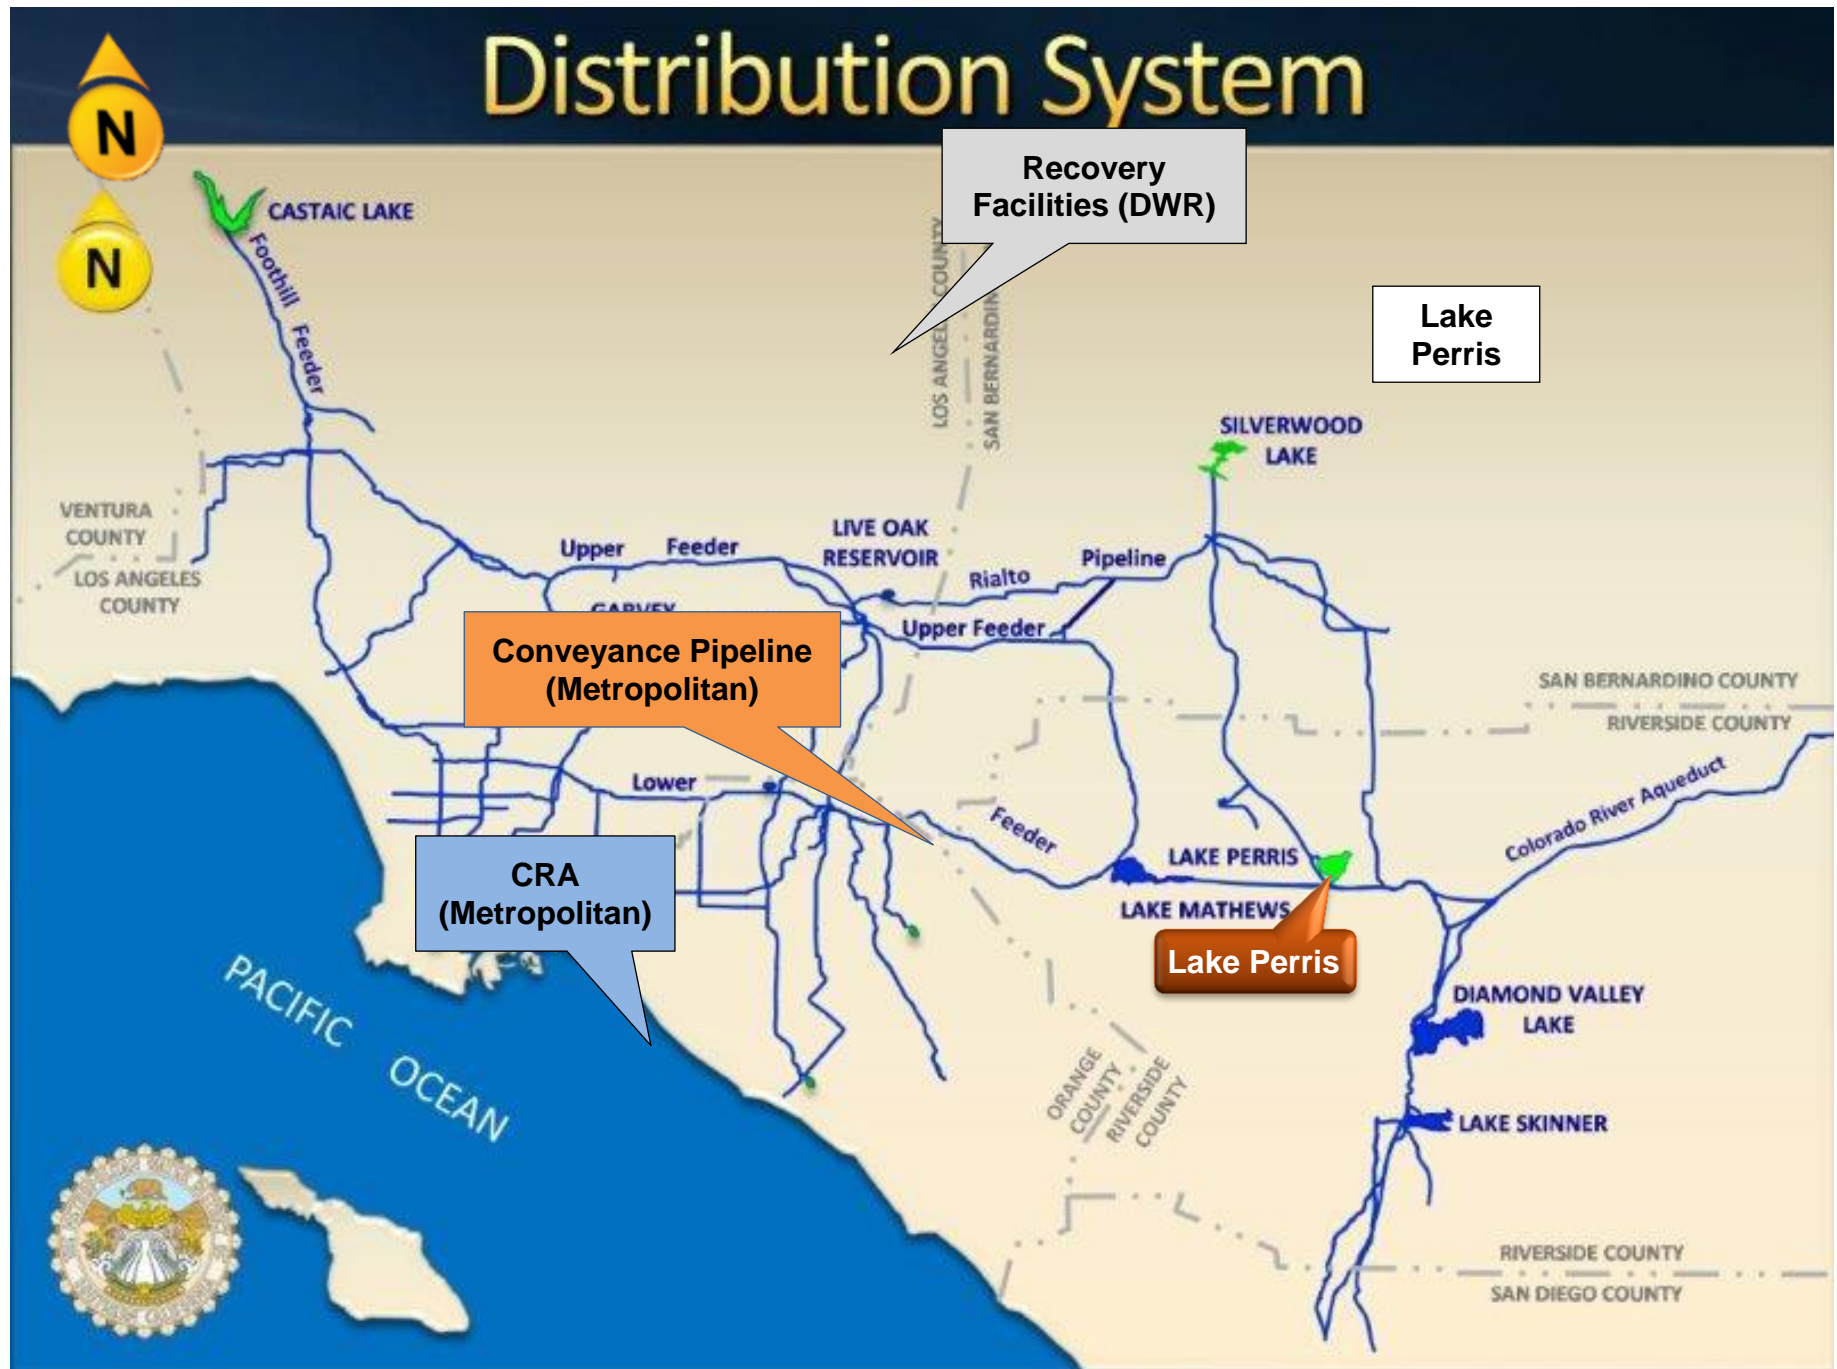 Distribution System
N
N
Recovery
Facilities (DWR)
CASTAIC LAKE
Foothill Feeder
LOS ANGELES COUNTY
SAN BERNARDINO
Lake
Perris
SILVERWOOD
LAKE
VENTURA
COUNTY
LOS ANGELES
COUNTY
Upper Feeder
LIVE OAK
RESERVOIR
Rialto Pipeline
GARVEY
Upper Feeder
Conveyance Pipeline
(Metropolitan)
SAN BERNARDINO COUNTY
RIVERSIDE COUNTY
Lower Feeder
Colorado River Aqueduct
CRA
(Metropolitan)
LAKE PERRIS
LAKE MATHEWS
Lake Perris
PACIFIC OCEAN
DIAMOND VALLEY
LAKE
ORANGE
COUNTY
RIVERSIDE
COUNTY
LAKE SKINNER
RIVERSIDE COUNTY
SAN DIEGO COUNTY